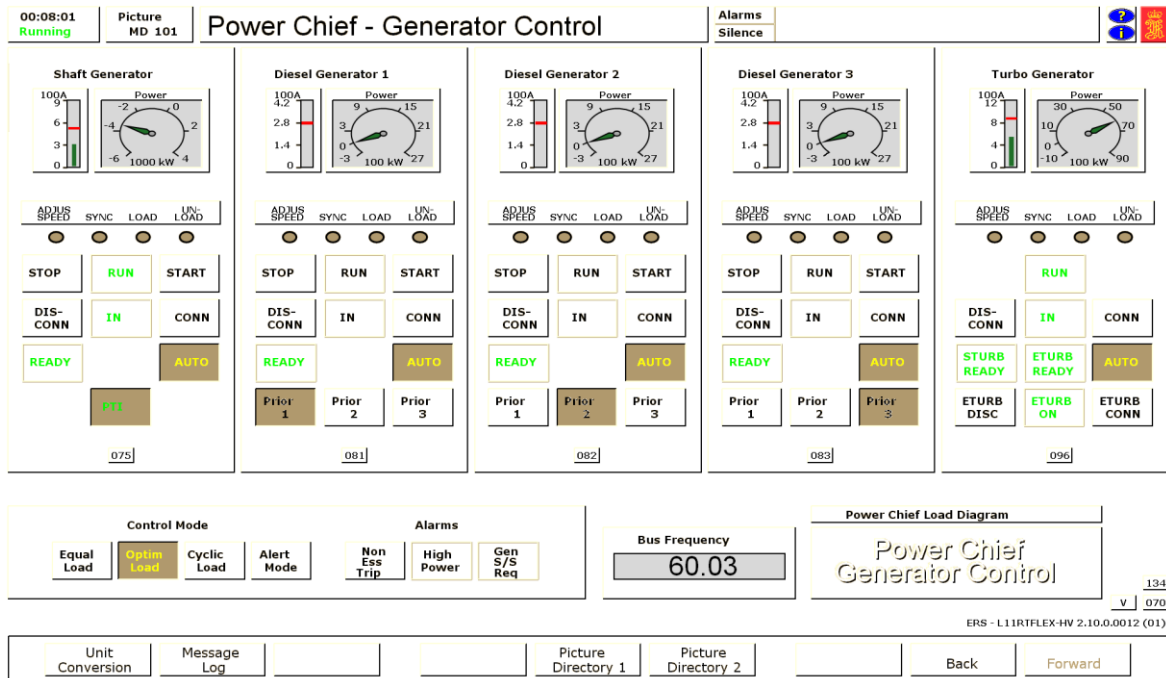 00:08:01
Running
Picture
MD 101
Power Chief - Generator Control
Alarms
Silence
?
i
Shaft Generator
100A
9
6
3
0
Power
-2 0
-4 2
-6 1000 kW 4
ADJUS
SPEED SYNC LOAD UN-
LOAD
STOP RUN START
DIS-
CONN IN CONN
READY AUTO
PTI
075
Diesel Generator 1
100A
4.2
2.8
1.4
0
Power
9 15
3 21
0
-3 100 kW 27
ADJUS
SPEED SYNC LOAD UN-
LOAD
STOP RUN START
DIS-
CONN IN CONN
READY AUTO
Prior
1
Prior
2
Prior
3
081
Diesel Generator 2
100A
4.2
2.8
1.4
0
Power
9 15
3 21
0
-3 100 kW 27
ADJUS
SPEED SYNC LOAD UN-
LOAD
STOP RUN START
DIS-
CONN IN CONN
READY AUTO
Prior
1
Prior
2
Prior
3
082
Diesel Generator 3
100A
4.2
2.8
1.4
0
Power
9 15
3 21
0
-3 100 kW 27
ADJUS
SPEED SYNC LOAD UN-
LOAD
STOP RUN START
DIS-
CONN IN CONN
READY AUTO
Prior
1
Prior
2
Prior
3
083
Turbo Generator
100A
12
8
4
0
Power
30 50
10 70
0
-10 100 kW 90
ADJUS
SPEED SYNC LOAD UN-
LOAD
RUN
DIS-
CONN IN CONN
STURB
READY
ETURB
READY
AUTO
ETURB
DISC
ETURB
ON
ETURB
CONN
096
Control Mode
Equal
Load
Optim
Load
Cyclic
Load
Alert
Mode
Alarms
Non
Ess
Trip
High
Power
Gen
S/S
Req
Bus Frequency
60.03
Power Chief Load Diagram
Power Chief
Generator Control
134
V 070
ERS - L11RTFLEX-HV 2.10.0.0012 (01)
Unit
Conversion
Message
Log
Picture
Directory 1
Picture
Directory 2
Back
Forward